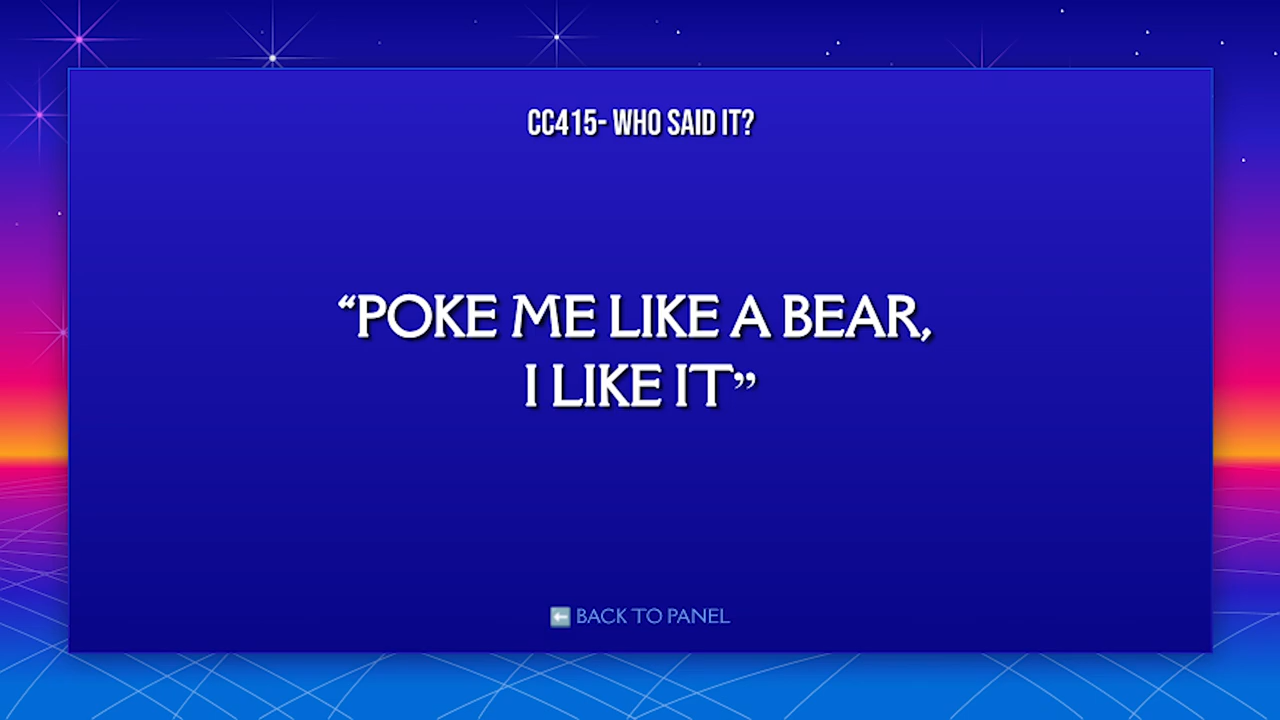 CC415- WHO SAID IT?
“POKE ME LIKE A BEAR,
I LIKE IT”
⬅️ BACK TO PANEL